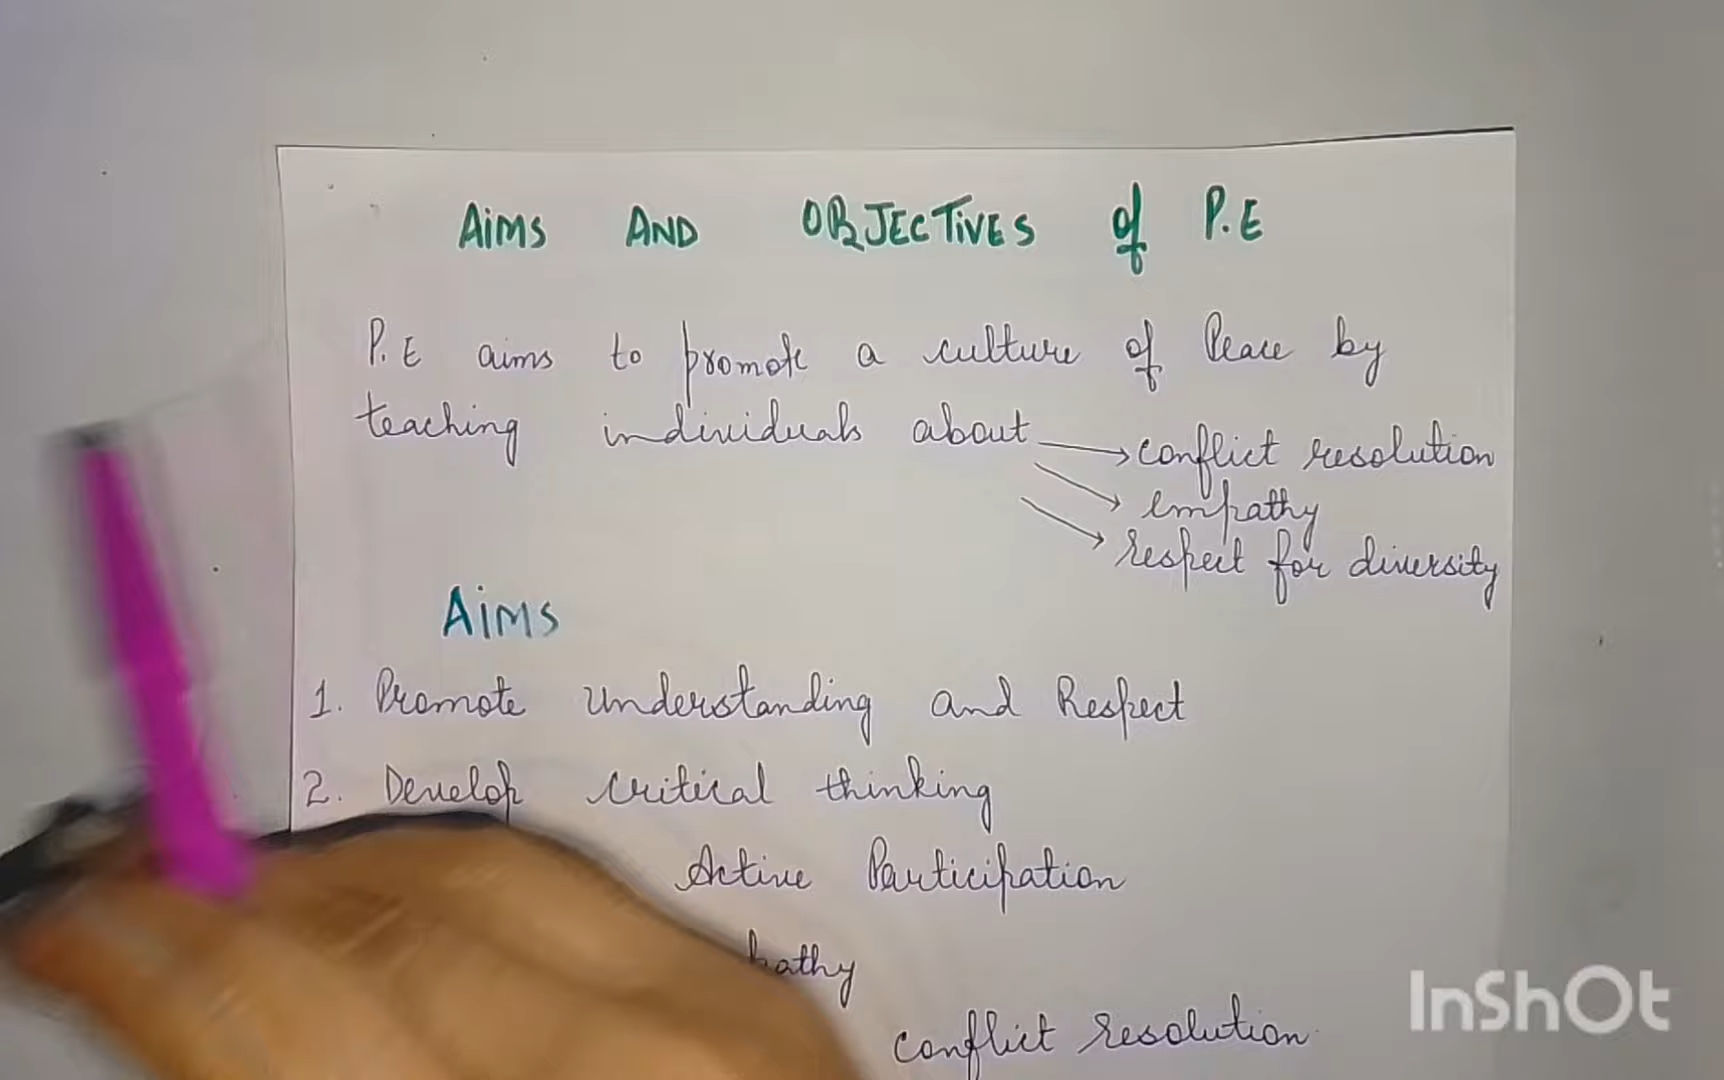 AiMS AND OBJECTiVES of P.E
P.E aims to promote a culture of Peace by
teaching individuals about → conflict resolution
→ empathy
→ respect for diversity
AiMS
1. Promote understanding and Respect
2. Develop critical thinking
Active Participation
conflict resolution
InShOt